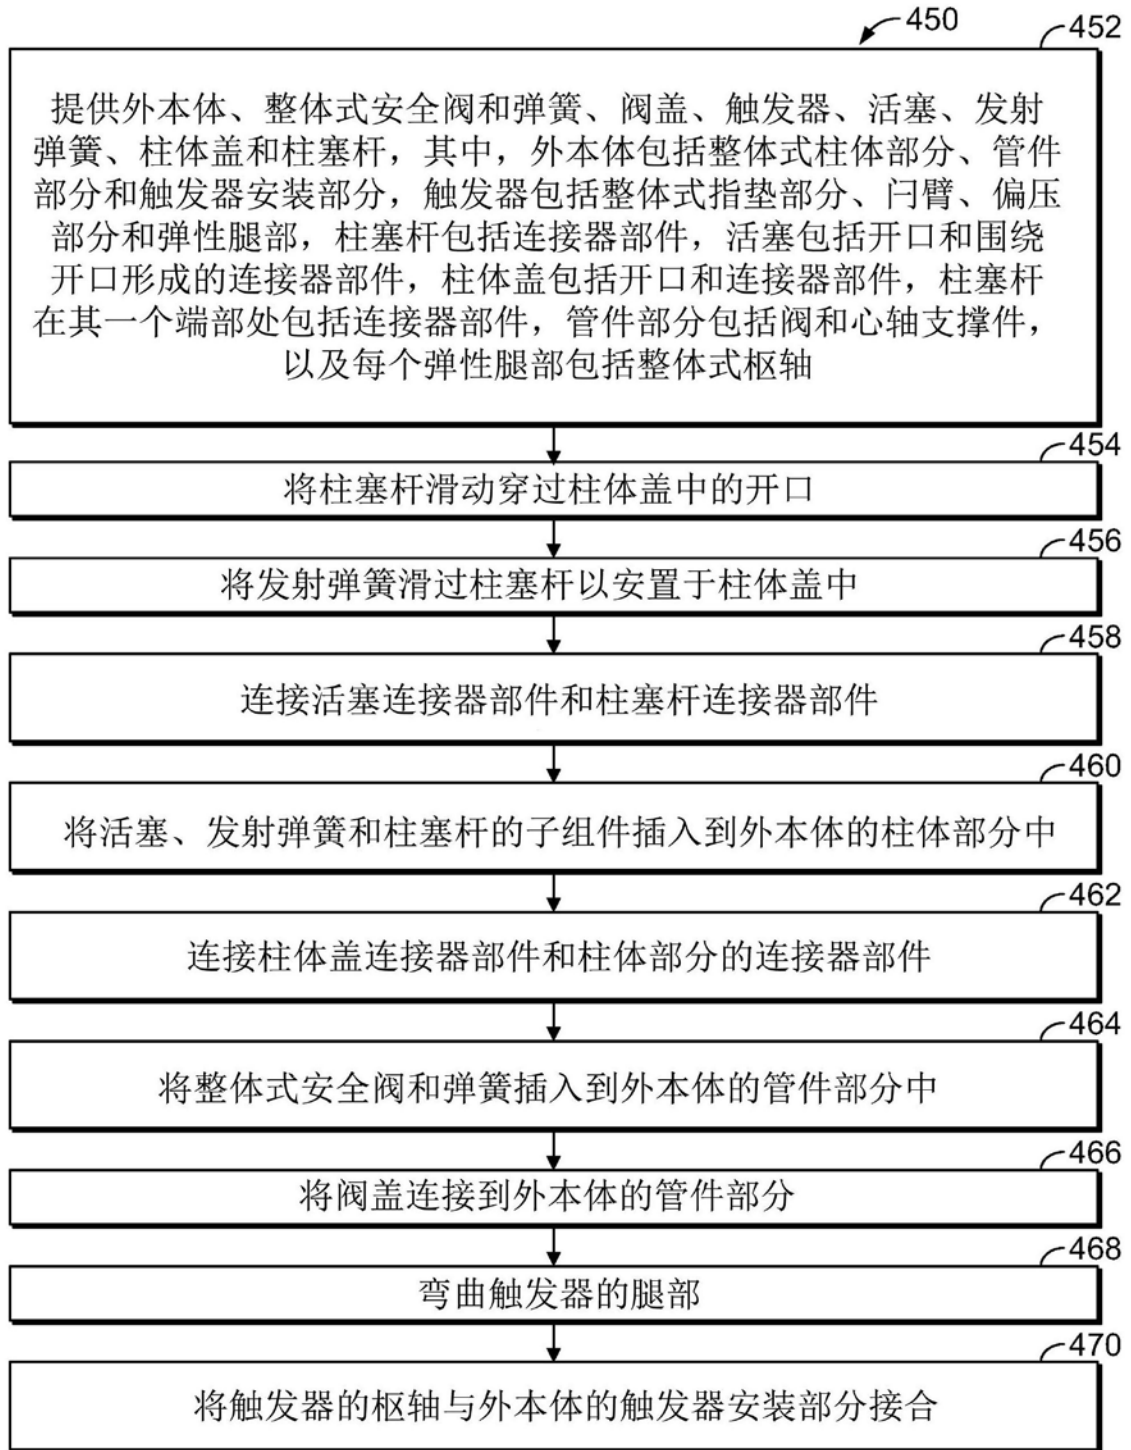 450
452
提供外本体、整体式安全阀和弹簧、阀盖、触发器、活塞、发射
弹簧、柱体盖和柱塞杆，其中，外本体包括整体式柱体部分、管件
部分和触发器安装部分，触发器包括整体式指垫部分、闩臂、偏压
部分和弹性腿部，柱塞杆包括连接器部件，活塞包括开口和围绕
开口形成的连接器部件，柱体盖包括开口和连接器部件，柱塞杆
在其一个端部处包括连接器部件，管件部分包括阀和心轴支撑件，
以及每个弹性腿部包括整体式枢轴
454
将柱塞杆滑动穿过柱体盖中的开口
456
将发射弹簧滑过柱塞杆以安置于柱体盖中
458
连接活塞连接器部件和柱塞杆连接器部件
460
将活塞、发射弹簧和柱塞杆的子组件插入到外本体的柱体部分中
462
连接柱体盖连接器部件和柱体部分的连接器部件
464
将整体式安全阀和弹簧插入到外本体的管件部分中
466
将阀盖连接到外本体的管件部分
468
弯曲触发器的腿部
470
将触发器的枢轴与外本体的触发器安装部分接合